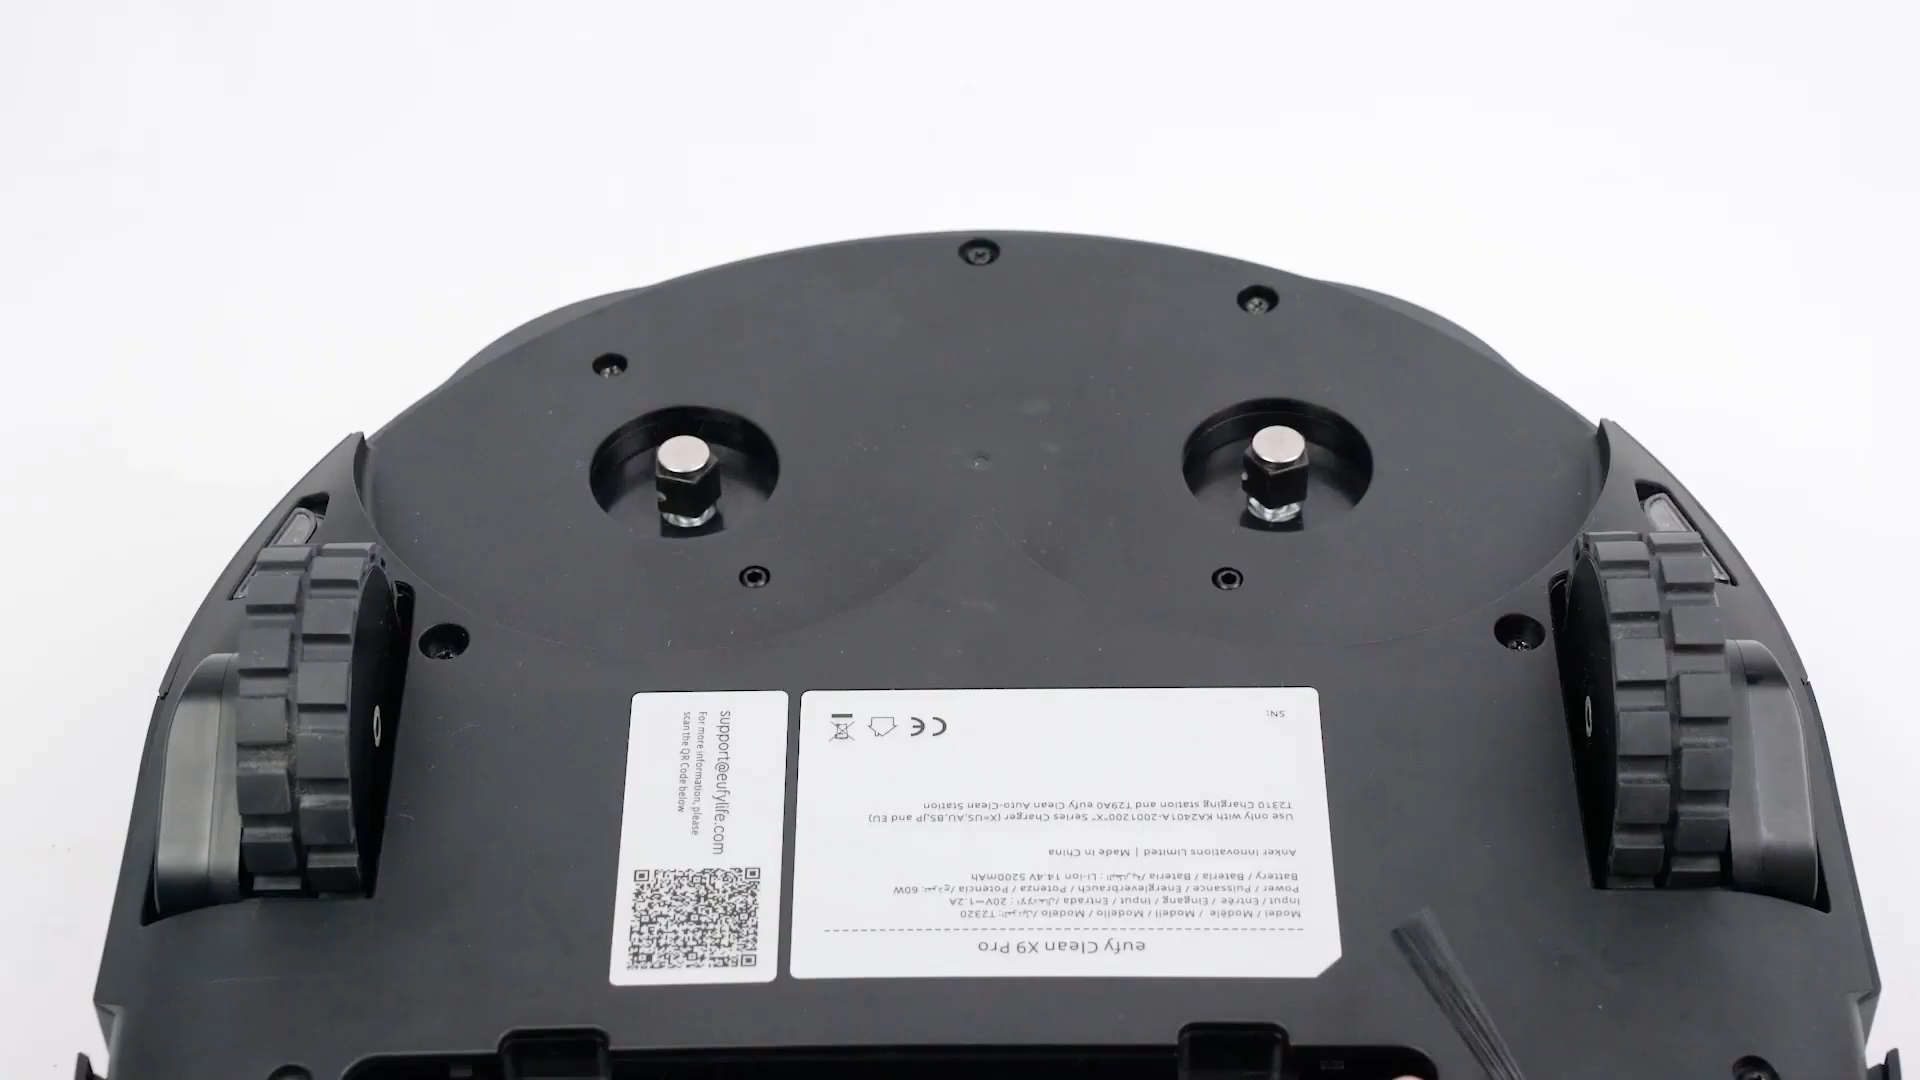 eufy Clean X9 Pro
Model / Modèle / Modell / Modello / Modelo / الموديل: T2320
Input / Entrée / Eingang / Input / Entrada / الإدخال: 20V⎓1.2A
Power / Puissance / Energieverbrauch / Potenza / Potencia / 60W
Battery / Batterie / Batería / البطارية: Li-ion 14.4V 5200mAh
Anker Innovations Limited | Made in China
Use only with KA2401A-2001200"X" Series Charger (X=US,AU,BS,JP and EU)
T2310 Charging station and T29A0 eufy Clean Auto-Clean Station
CE
SN:
support@eufylife.com
For more information, please
scan the QR Code below